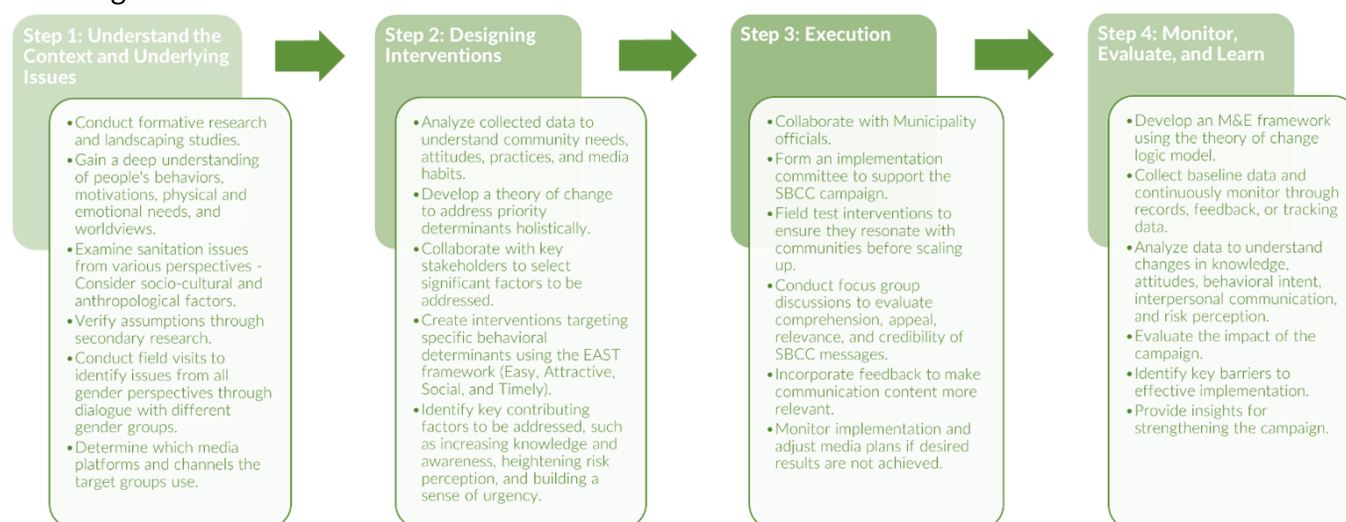 Step 1: Understand the
Context and Underlying
Issues
•Conduct formative research
and landscaping studies.
•Gain a deep understanding
of people's behaviors,
motivations, physical and
emotional needs, and
worldviews.
•Examine sanitation issues
from various perspectives -
Consider socio-cultural and
anthropological factors.
•Verify assumptions through
secondary research.
•Conduct field visits to
identify issues from all
gender perspectives through
dialogue with different
gender groups.
•Determine which media
platforms and channels the
target groups use.
Step 2: Designing
Interventions
•Analyze collected data to
understand community needs,
attitudes, practices, and media
habits.
•Develop a theory of change
to address priority
determinants holistically.
•Collaborate with key
stakeholders to select
significant factors to be
addressed.
•Create interventions targeting
specific behavioral
determinants using the EAST
framework (Easy, Attractive,
Social, and Timely).
•Identify key contributing
factors to be addressed, such
as increasing knowledge and
awareness, heightening risk
perception, and building a
sense of urgency.
Step 3: Execution
•Collaborate with Municipality
officials.
•Form an implementation
committee to support the
SBCC campaign.
•Field test interventions to
ensure they resonate with
communities before scaling
up.
•Conduct focus group
discussions to evaluate
comprehension, appeal,
relevance, and credibility of
SBCC messages.
•Incorporate feedback to make
communication content more
relevant.
•Monitor implementation and
adjust media plans if desired
results are not achieved.
Step 4: Monitor,
Evaluate, and Learn
•Develop an M&E framework
using the theory of change
logic model.
•Collect baseline data and
continuously monitor through
records, feedback, or tracking
data.
•Analyze data to understand
changes in knowledge,
attitudes, behavioral intent,
interpersonal communication,
and risk perception.
•Evaluate the impact of the
campaign.
•Identify key barriers to
effective implementation.
•Provide insights for
strengthening the campaign.